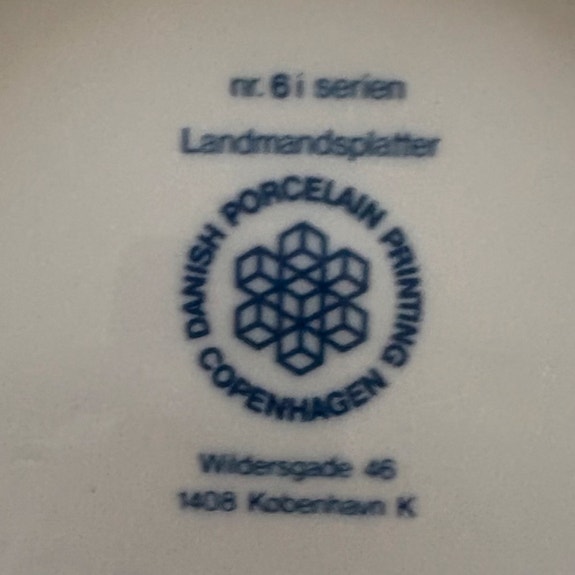 nr. 6 i serien
Landmandsplatter
DANISH PORCELAIN PRINTING
COPENHAGEN
Wildersgade 46
1408 København K